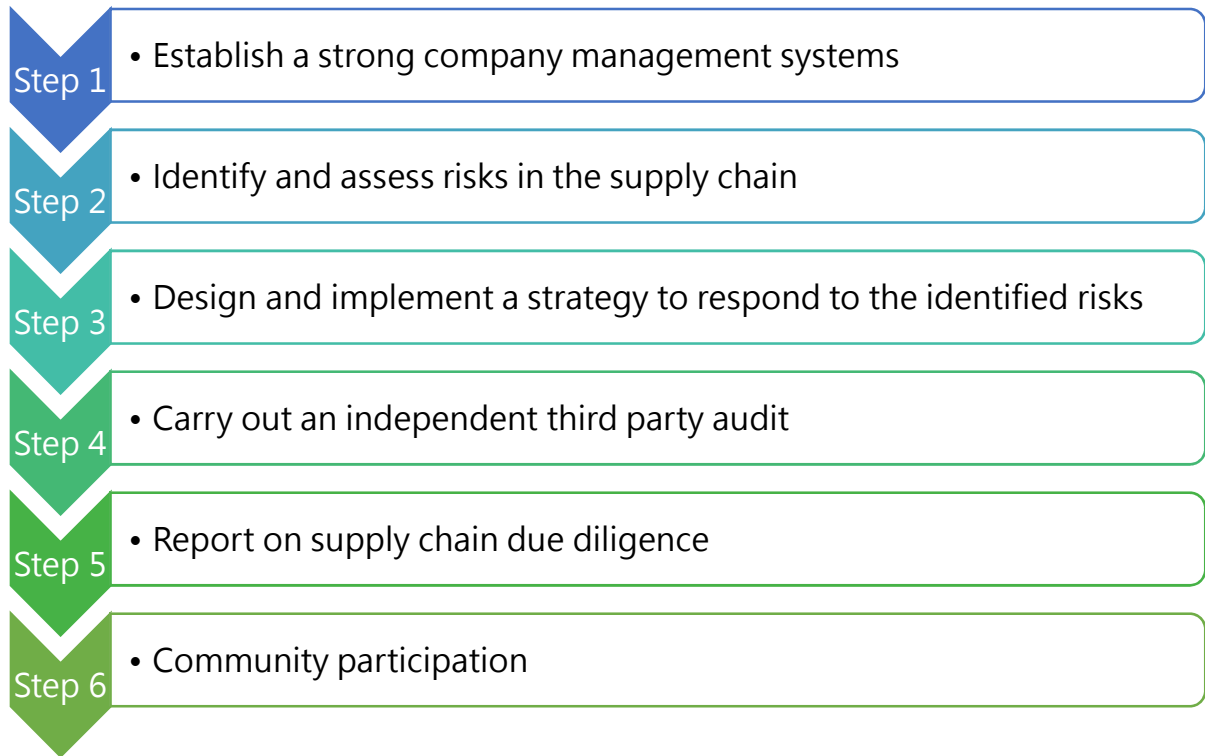 Step 1
• Establish a strong company management systems
Step 2
• Identify and assess risks in the supply chain
Step 3
• Design and implement a strategy to respond to the identified risks
Step 4
• Carry out an independent third party audit
Step 5
• Report on supply chain due diligence
Step 6
• Community participation